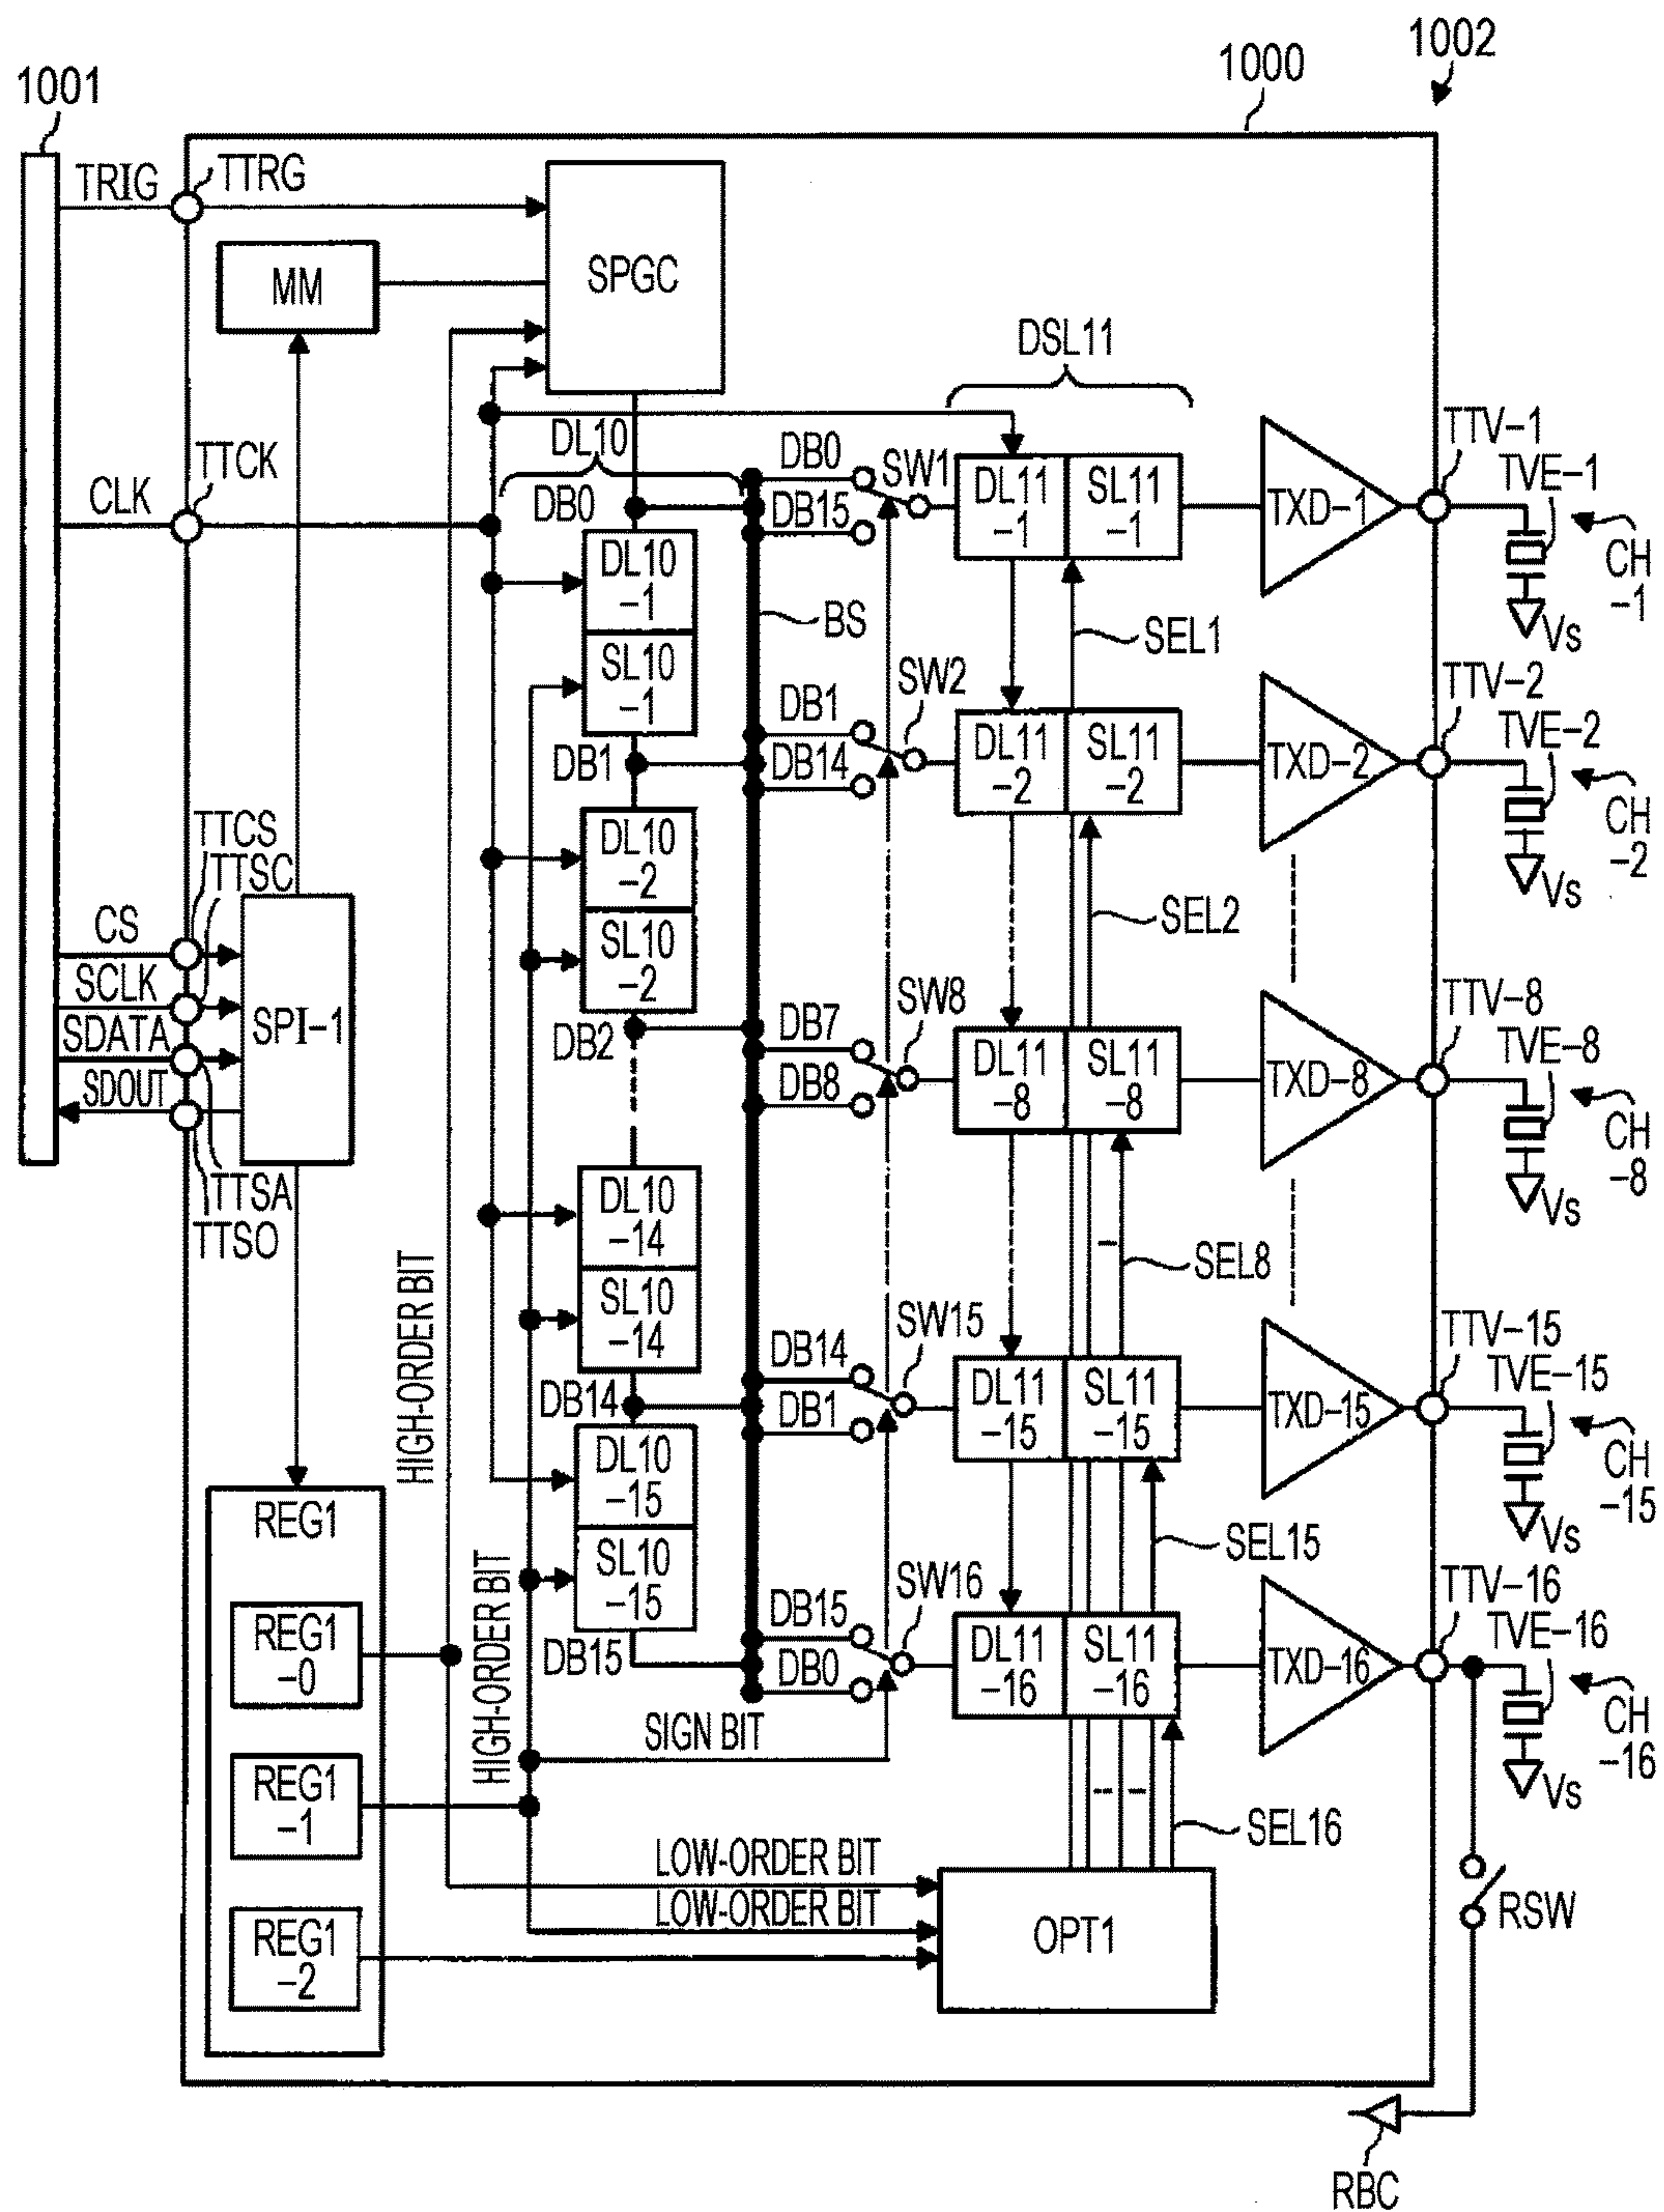 1002
1000
1001
TRIG
TTRG
SPGC
MM
DSL11
TTV-1
TVE-1
CH
-1
Vs
DL10
DB0
DB0
DB15
SW1
DL11
-1
SL11
-1
TXD-1
CLK
TTCK
DL10
-1
SL10
-1
BS
SEL1
TTV-2
TVE-2
CH
-2
Vs
DB1
DB1
DB14
SW2
DL11
-2
SL11
-2
TXD-2
DL10
-2
SL10
-2
SEL2
TTCS
TTSC
CS
SCLK
SDATA
SDOUT
SPI-1
TTSA
TTSO
DB2
DB7
DB8
SW8
DL11
-8
SL11
-8
TXD-8
TTV-8
TVE-8
CH
-8
Vs
DL10
-14
SL10
-14
SEL8
HIGH-ORDER BIT
DB14
DB14
DB1
SW15
DL11
-15
SL11
-15
TXD-15
TTV-15
TVE-15
CH
-15
Vs
DL10
-15
SL10
-15
SEL15
REG1
REG1
-0
HIGH-ORDER BIT
DB15
DB15
DB0
SW16
DL11
-16
SL11
-16
TXD-16
TTV-16
TVE-16
CH
-16
Vs
SIGN BIT
REG1
-1
SEL16
LOW-ORDER BIT
LOW-ORDER BIT
REG1
-2
OPT1
RSW
RBC